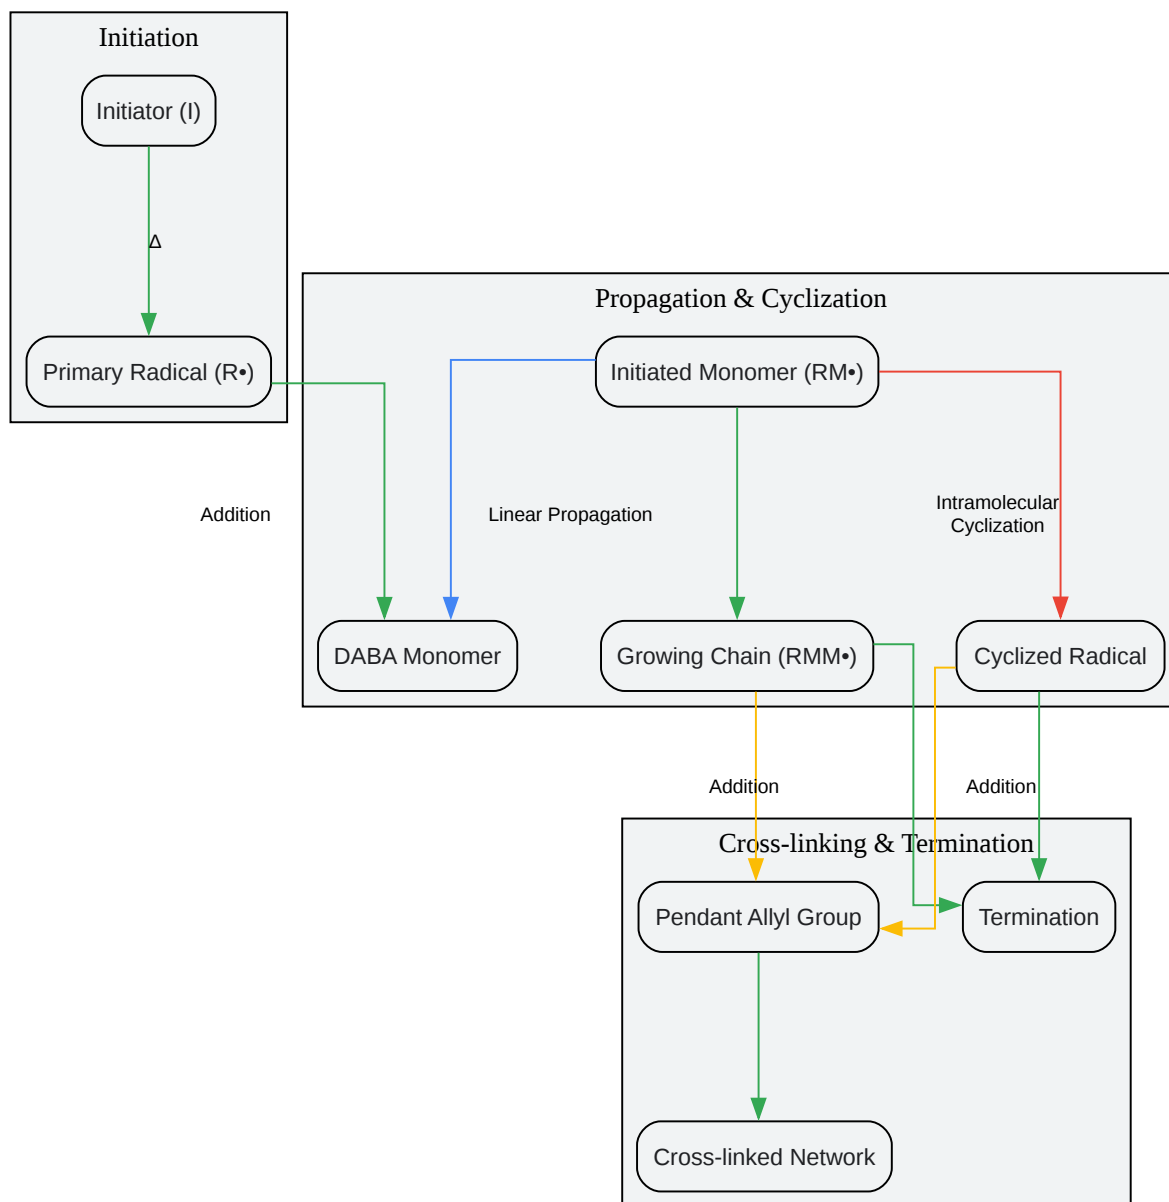 Initiation
Initiator (I)
Δ
Primary Radical (R•)
Addition
Propagation & Cyclization
Initiated Monomer (RM•)
Linear Propagation
Intramolecular
Cyclization
DABA Monomer
Growing Chain (RMM•)
Cyclized Radical
Addition
Addition
Cross-linking & Termination
Pendant Allyl Group
Termination
Cross-linked Network